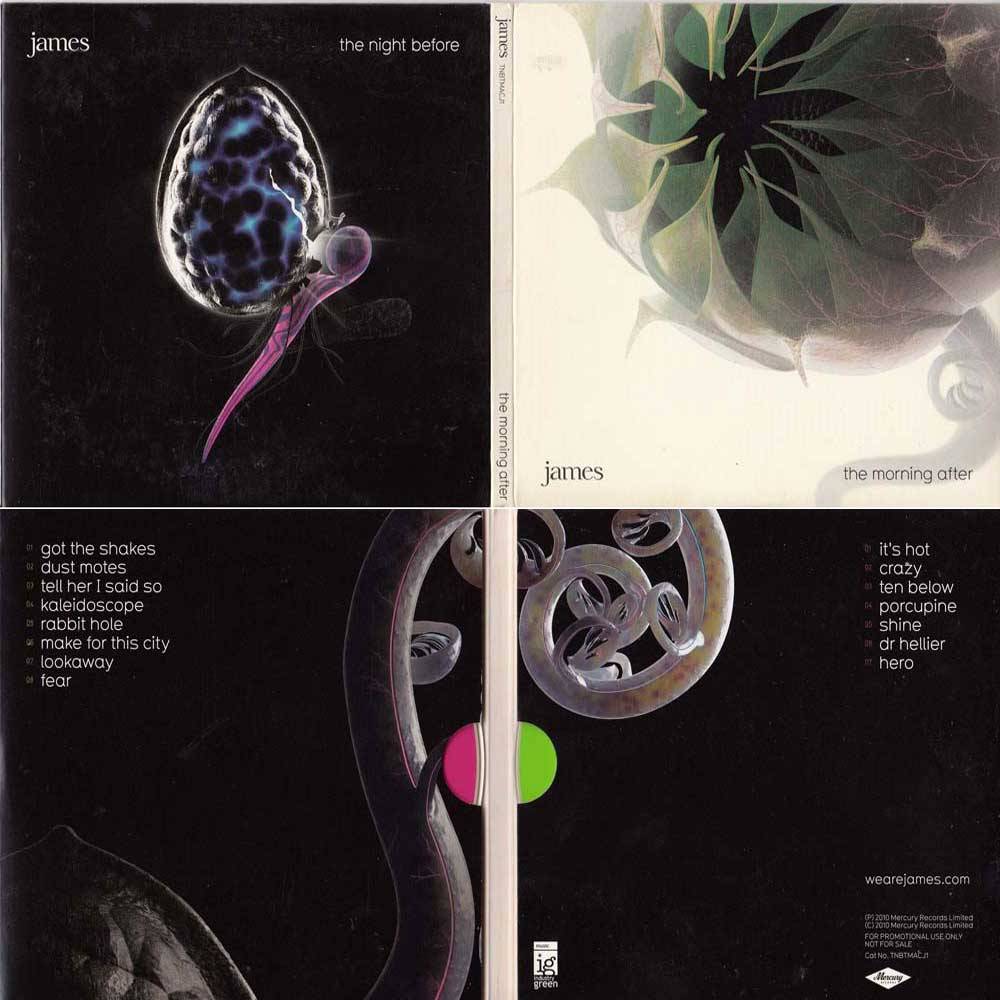 james
the night before
james TNBTMACJ1
the morning after
james
the morning after
01 got the shakes
02 dust motes
03 tell her I said so
04 kaleidoscope
05 rabbit hole
06 make for this city
07 lookaway
08 fear
01 it's hot
02 crazy
03 ten below
04 porcupine
05 shine
06 dr hellier
07 hero
wearejames.com
(P) 2010 Mercury Records Limited
(C) 2010 Mercury Records Limited
FOR PROMOTIONAL USE ONLY
NOT FOR SALE
Cat No. TNBTMACJ1
Mercury
RECORDS
music
ig
industry
green